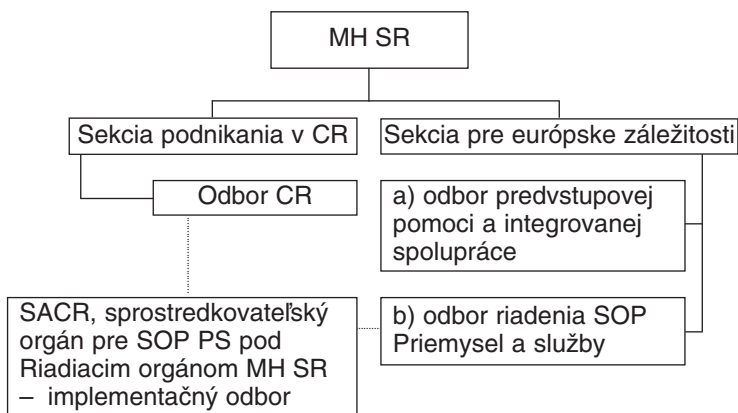 MH SR
Sekcia podnikania v CR
Sekcia pre európske záležitosti
Odbor CR
a) odbor predvstupovej
pomoci a integrovanej
spolupráce
SACR, sprostredkovateľský
orgán pre SOP PS pod
Riadiacim orgánom MH SR
– implementačný odbor
b) odbor riadenia SOP
Priemysel a služby